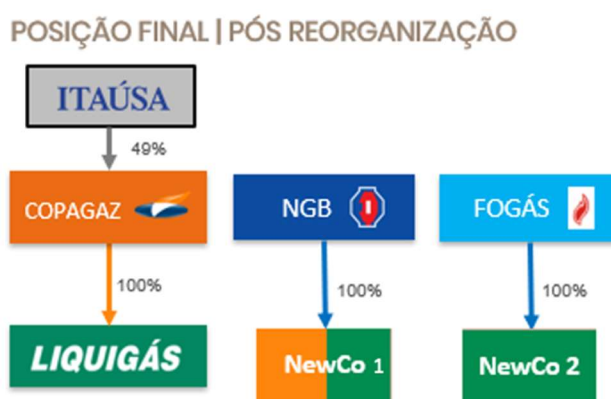 POSIÇÃO FINAL | PÓS REORGANIZAÇÃO
ITAÚSA
49%
COPAGAZ
NGB
FOGÁS
100%
100%
100%
LIQUIGÁS
NewCo 1
NewCo 2